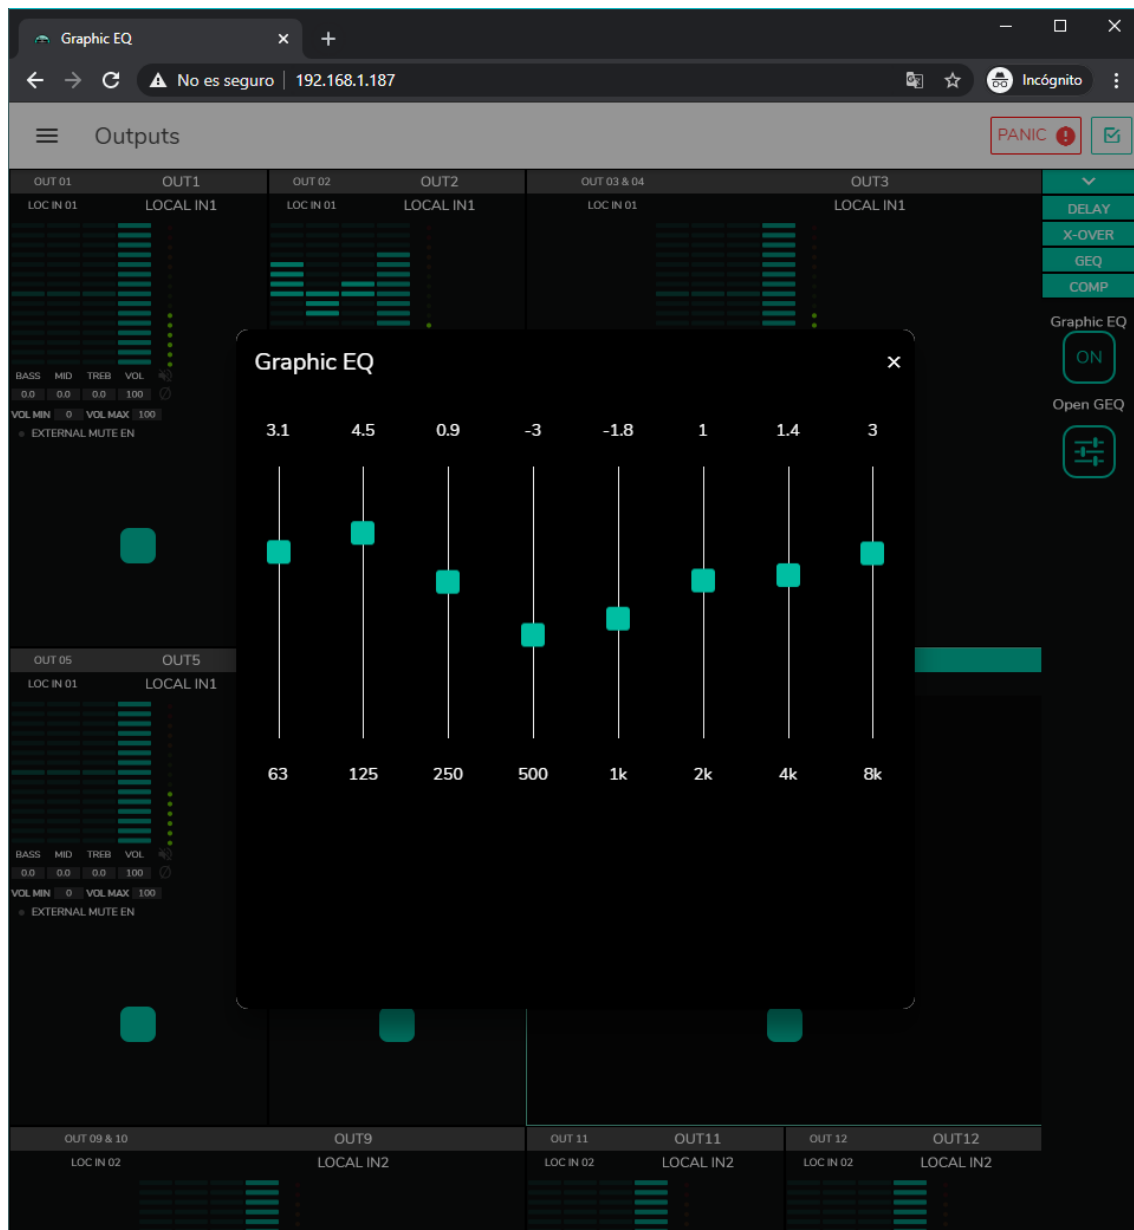 Graphic EQ
No es seguro 192.168.1.187 Incógnito
Outputs PANIC
OUT 01 OUT1 OUT 02 OUT2 OUT 03 & 04 OUT3
LOC IN 01 LOCAL IN1 LOC IN 01 LOCAL IN1 LOC IN 01 LOCAL IN1
DELAY
X-OVER
GEQ
COMP
Graphic EQ
ON
Open GEQ
BASS MID TREB VOL
0.0 0.0 0.0 100
VOL MIN 0 VOL MAX 100
EXTERNAL MUTE EN
Graphic EQ
3.1 4.5 0.9 -3 -1.8 1 1.4 3
63 125 250 500 1k 2k 4k 8k
OUT 05 OUT5
LOC IN 01 LOCAL IN1
BASS MID TREB VOL
0.0 0.0 0.0 100
VOL MIN 0 VOL MAX 100
EXTERNAL MUTE EN
OUT 09 & 10 OUT9 OUT 11 OUT11 OUT 12 OUT12
LOC IN 02 LOCAL IN2 LOC IN 02 LOCAL IN2 LOC IN 02 LOCAL IN2